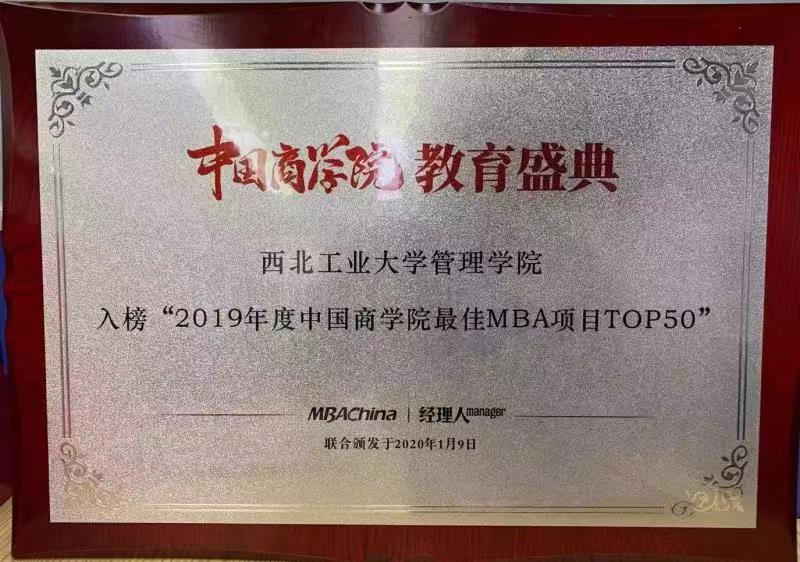 中国商学院 教育盛典
西北工业大学管理学院
入榜“2019年度中国商学院最佳MBA项目TOP50”
MBAChina | 经理人manager
联合颁发于2020年1月9日